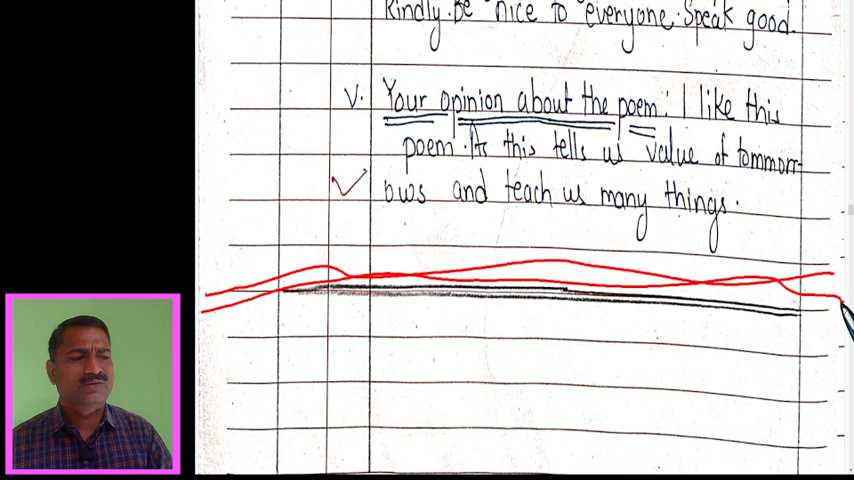 Kindly. Be nice to everyone. Speak good.
V. Your opinion about the poem: I like this
poem. As this tells us value of tommorr-
ows and teach us many things.